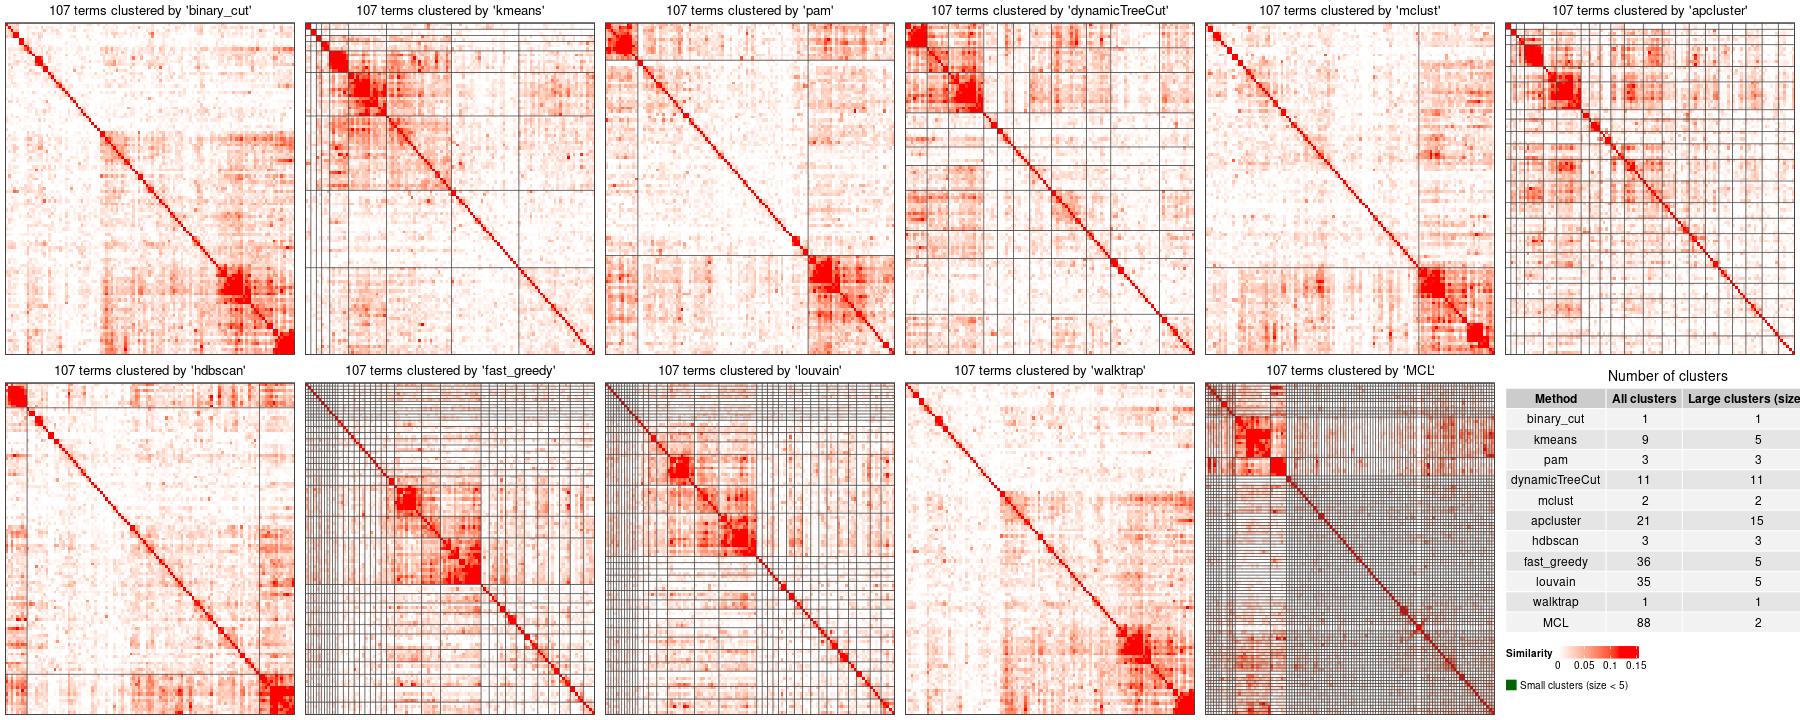 107 terms clustered by 'binary_cut'
107 terms clustered by 'kmeans'
107 terms clustered by 'pam'
107 terms clustered by 'dynamicTreeCut'
107 terms clustered by 'mclust'
107 terms clustered by 'apcluster'
107 terms clustered by 'hdbscan'
107 terms clustered by 'fast_greedy'
107 terms clustered by 'louvain'
107 terms clustered by 'walktrap'
107 terms clustered by 'MCL'
Number of clusters
Method All clusters Large clusters (size
binary_cut 1 1
kmeans 9 5
pam 3 3
dynamicTreeCut 11 11
mclust 2 2
apcluster 21 15
hdbscan 3 3
fast_greedy 36 5
louvain 35 5
walktrap 1 1
MCL 88 2
Similarity
0 0.05 0.1 0.15
Small clusters (size < 5)